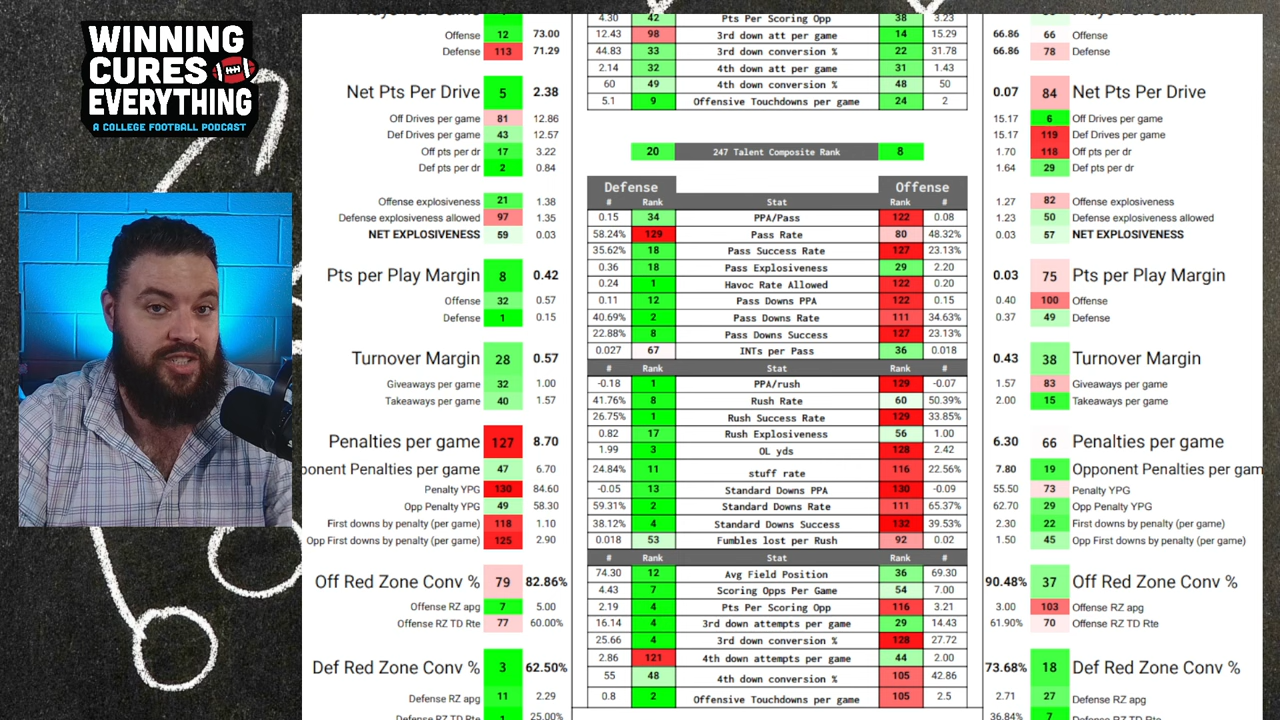 WINNING
CURES
EVERYTHING
A COLLEGE FOOTBALL PODCAST
Offense 12 73.00
Defense 113 71.29
Net Pts Per Drive 5 2.38
Off Drives per game 81 12.86
Def Drives per game 43 12.57
Off pts per dr 17 3.22
Def pts per dr 2 0.84
Offense explosiveness 21 1.38
Defense explosiveness allowed 97 1.35
NET EXPLOSIVENESS 59 0.03
Pts per Play Margin 8 0.42
Offense 32 0.57
Defense 1 0.15
Turnover Margin 28 0.57
Giveaways per game 32 1.00
Takeaways per game 40 1.57
Penalties per game 127 8.70
ponent Penalties per game 47 6.70
Penalty YPG 130 84.60
Opp Penalty YPG 49 58.30
First downs by penalty (per game) 118 1.10
Opp First downs by penalty (per game) 125 2.90
Off Red Zone Conv % 79 82.86%
Offense RZ apg 7 5.00
Offense RZ TD Rte 77 60.00%
Def Red Zone Conv % 3 62.50%
Defense RZ apg 11 2.29
Defense RZ TD Rte 1 25.00%
4.30 42 Pts Per Scoring Opp 38 3.23
12.43 98 3rd down att per game 14 15.29
44.83 33 3rd down conversion % 22 31.78
2.14 32 4th down att per game 31 1.43
60 49 4th down conversion % 48 50
5.1 9 Offensive Touchdowns per game 24 2
20 247 Talent Composite Rank 8
Defense Offense
# Rank Stat Rank #
0.15 34 PPA/Pass 122 0.08
58.24% 129 Pass Rate 80 48.32%
35.62% 18 Pass Success Rate 127 23.13%
0.36 18 Pass Explosiveness 29 2.20
0.24 1 Havoc Rate Allowed 122 0.20
0.11 12 Pass Downs PPA 122 0.15
40.69% 2 Pass Downs Rate 111 34.63%
22.88% 8 Pass Downs Success 127 23.13%
0.027 67 INTs per Pass 36 0.018
# Rank Stat Rank #
-0.18 1 PPA/rush 129 -0.07
41.76% 8 Rush Rate 60 50.39%
26.75% 1 Rush Success Rate 129 33.85%
0.82 17 Rush Explosiveness 56 1.00
1.99 3 OL yds 128 2.42
24.84% 11 stuff rate 116 22.56%
-0.05 13 Standard Downs PPA 130 -0.09
59.31% 2 Standard Downs Rate 111 65.37%
38.12% 4 Standard Downs Success 132 39.53%
0.018 53 Fumbles lost per Rush 92 0.02
# Rank Stat Rank #
74.30 12 Avg Field Position 36 69.30
4.43 7 Scoring Opps Per Game 54 7.00
2.19 4 Pts Per Scoring Opp 116 3.21
16.14 4 3rd down attempts per game 29 14.43
25.66 4 3rd down conversion % 128 27.72
2.86 121 4th down attempts per game 44 2.00
55 48 4th down conversion % 105 42.86
0.8 2 Offensive Touchdowns per game 105 2.5
66.86 66 Offense
66.86 78 Defense
0.07 84 Net Pts Per Drive
15.17 6 Off Drives per game
15.17 119 Def Drives per game
1.70 118 Off pts per dr
1.64 29 Def pts per dr
1.27 82 Offense explosiveness
1.23 50 Defense explosiveness allowed
0.03 57 NET EXPLOSIVENESS
0.03 75 Pts per Play Margin
0.40 100 Offense
0.37 49 Defense
0.43 38 Turnover Margin
1.57 83 Giveaways per game
2.00 15 Takeaways per game
6.30 66 Penalties per game
7.80 19 Opponent Penalties per gam
55.50 73 Penalty YPG
62.70 29 Opp Penalty YPG
2.30 22 First downs by penalty (per game)
1.50 45 Opp First downs by penalty (per game)
90.48% 37 Off Red Zone Conv %
3.00 103 Offense RZ apg
61.90% 70 Offense RZ TD Rte
73.68% 18 Def Red Zone Conv %
2.71 27 Defense RZ apg
36.84% 7 Defense RZ TD Rte